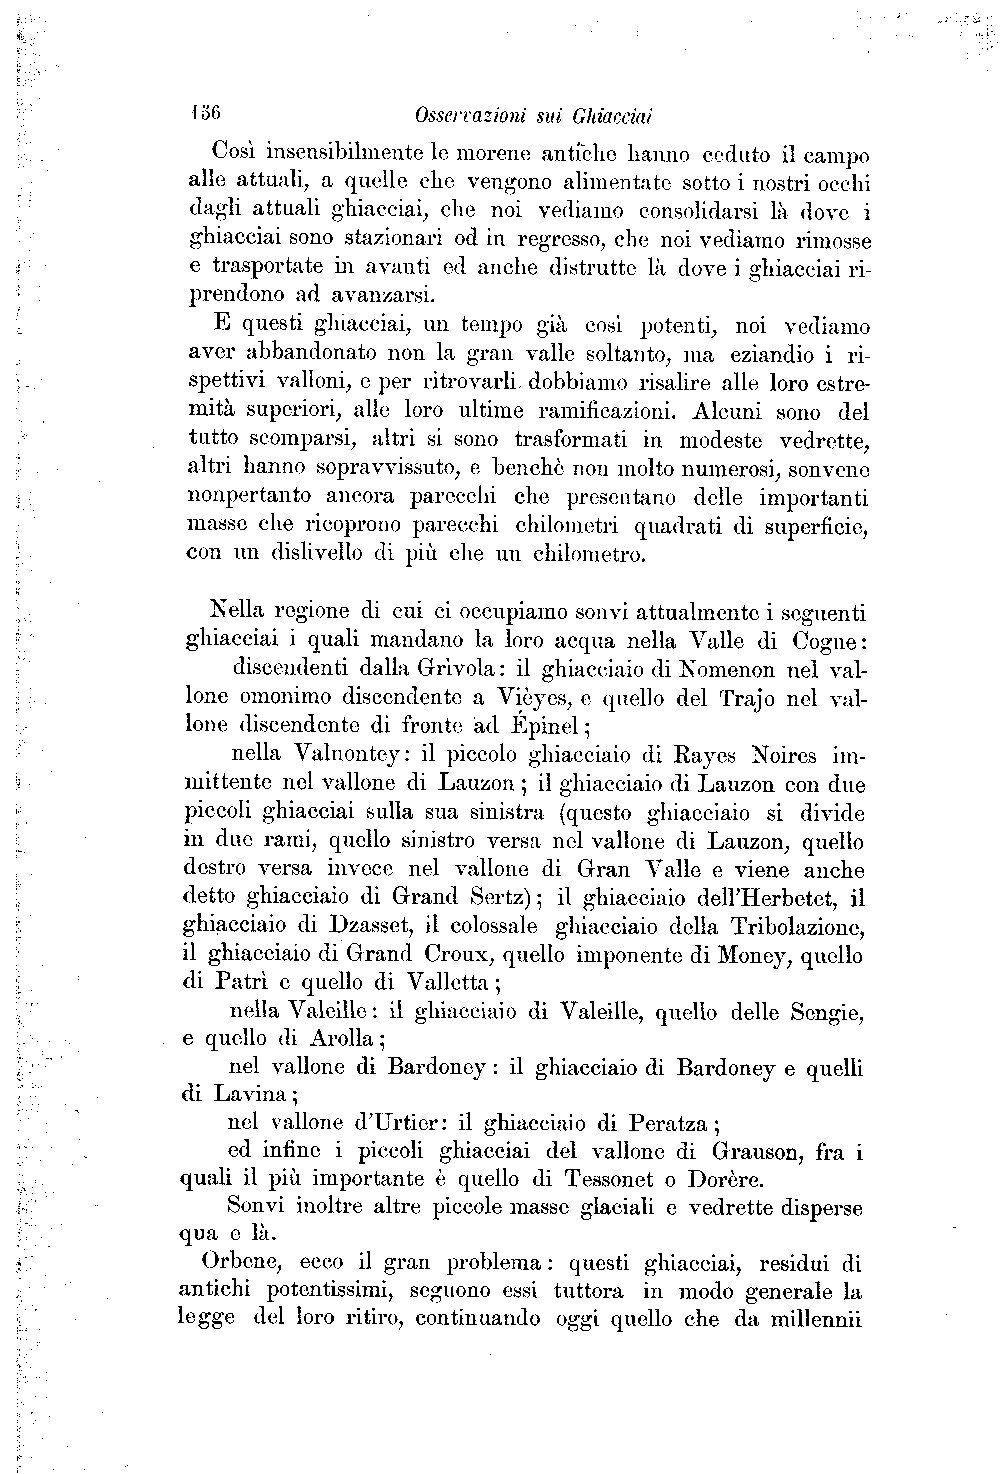 136 Osservazioni sui Ghiacciai
Così insensibilmente le morene antiche hanno ceduto il campo
alle attuali, a quelle che vengono alimentate sotto i nostri occhi
dagli attuali ghiacciai, che noi vediamo consolidarsi là dove i
ghiacciai sono stazionari od in regresso, che noi vediamo rimosse
e trasportate in avanti ed anche distrutte là dove i ghiacciai ri-
prendono ad avanzarsi.
E questi ghiacciai, un tempo già così potenti, noi vediamo
aver abbandonato non la gran valle soltanto, ma eziandio i ri-
spettivi valloni, e per ritrovarli dobbiamo risalire alle loro estre-
mità superiori, alle loro ultime ramificazioni. Alcuni sono del
tutto scomparsi, altri si sono trasformati in modeste vedrette,
altri hanno sopravvissuto, e benchè non molto numerosi, sonvene
nonpertanto ancora parecchi che presentano delle importanti
masse che ricoprono parecchi chilometri quadrati di superficie,
con un dislivello di più che un chilometro.
Nella regione di cui ci occupiamo sonvi attualmente i seguenti
ghiacciai i quali mandano la loro acqua nella Valle di Cogne:
discendenti dalla Grivola: il ghiacciaio di Nomenon nel val-
lone omonimo discendente a Vièyes, e quello del Trajo nel val-
lone discendente di fronte ad Épinel;
nella Valnontey: il piccolo ghiacciaio di Rayes Noires im-
mittente nel vallone di Lauzon; il ghiacciaio di Lauzon con due
piccoli ghiacciai sulla sua sinistra (questo ghiacciaio si divide
in due rami, quello sinistro versa nel vallone di Lauzon, quello
destro versa invece nel vallone di Gran Valle e viene anche
detto ghiacciaio di Grand Sertz); il ghiacciaio dell'Herbetet, il
ghiacciaio di Dzasset, il colossale ghiacciaio della Tribolazione,
il ghiacciaio di Grand Croux, quello imponente di Money, quello
di Patrì e quello di Valletta;
nella Valeille: il ghiacciaio di Valeille, quello delle Sengie,
e quello di Arolla;
nel vallone di Bardoney: il ghiacciaio di Bardoney e quelli
di Lavina;
nel vallone d'Urtier: il ghiacciaio di Peratza;
ed infine i piccoli ghiacciai del vallone di Grauson, fra i
quali il più importante è quello di Tessonet o Dorère.
Sonvi inoltre altre piccole masse glaciali e vedrette disperse
qua e là.
Orbene, ecco il gran problema: questi ghiacciai, residui di
antichi potentissimi, seguono essi tuttora in modo generale la
legge del loro ritiro, continuando oggi quello che da millennii